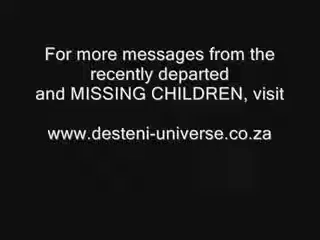 For more messages from the
recently departed
and MISSING CHILDREN, visit
www.desteni-universe.co.za